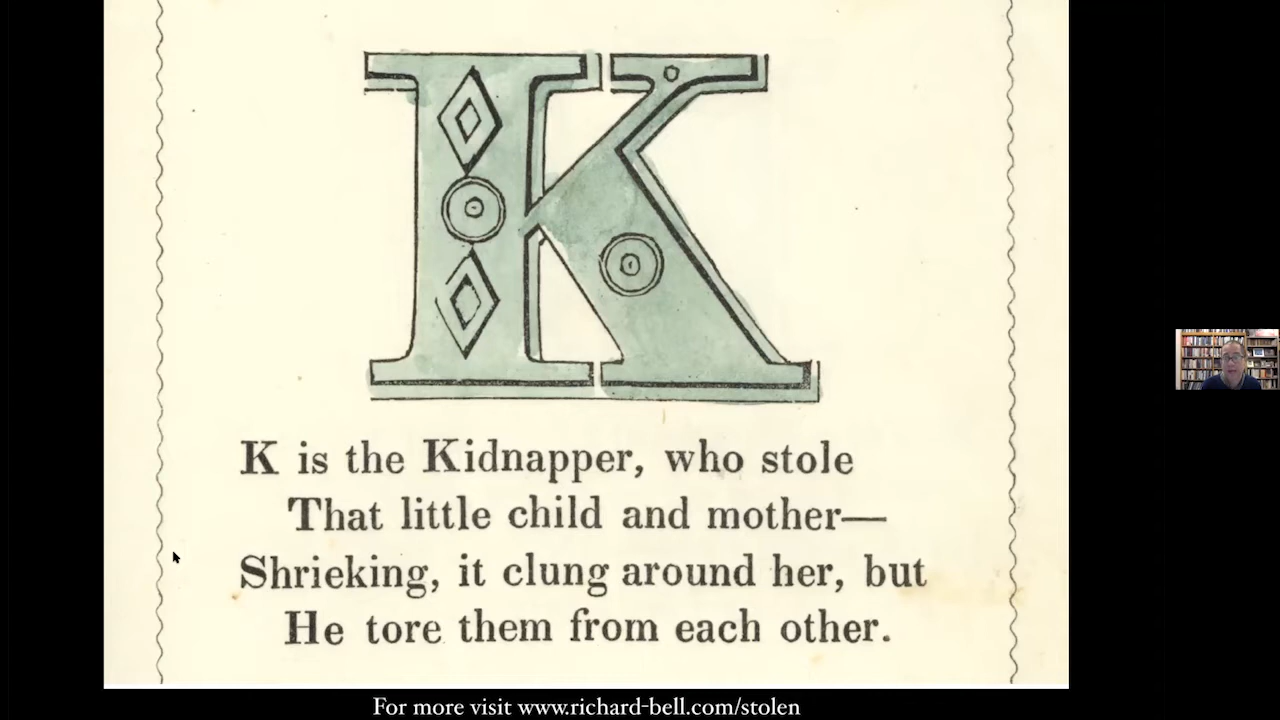 K
K is the Kidnapper, who stole
That little child and mother—
Shrieking, it clung around her, but
He tore them from each other.
For more visit www.richard-bell.com/stolen